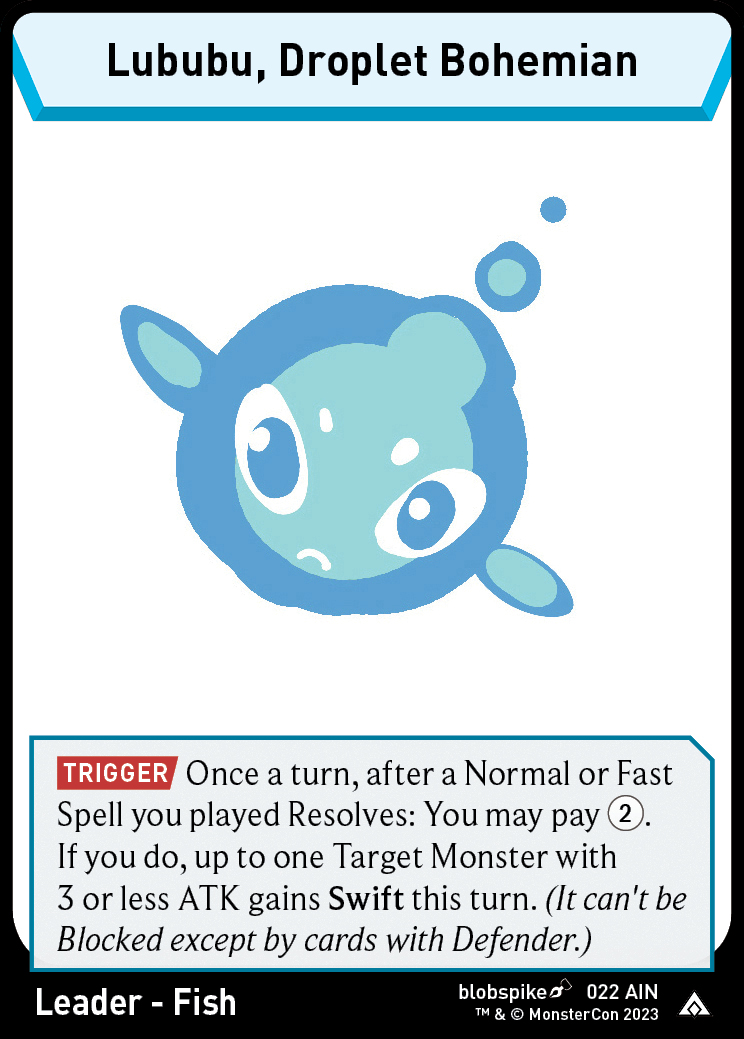 Lububu, Droplet Bohemian
TRIGGER Once a turn, after a Normal or Fast
Spell you played Resolves: You may pay 2.
If you do, up to one Target Monster with
3 or less ATK gains Swift this turn. (It can't be
Blocked except by cards with Defender.)
Leader - Fish
blobspike 022 AIN
™ & © MonsterCon 2023